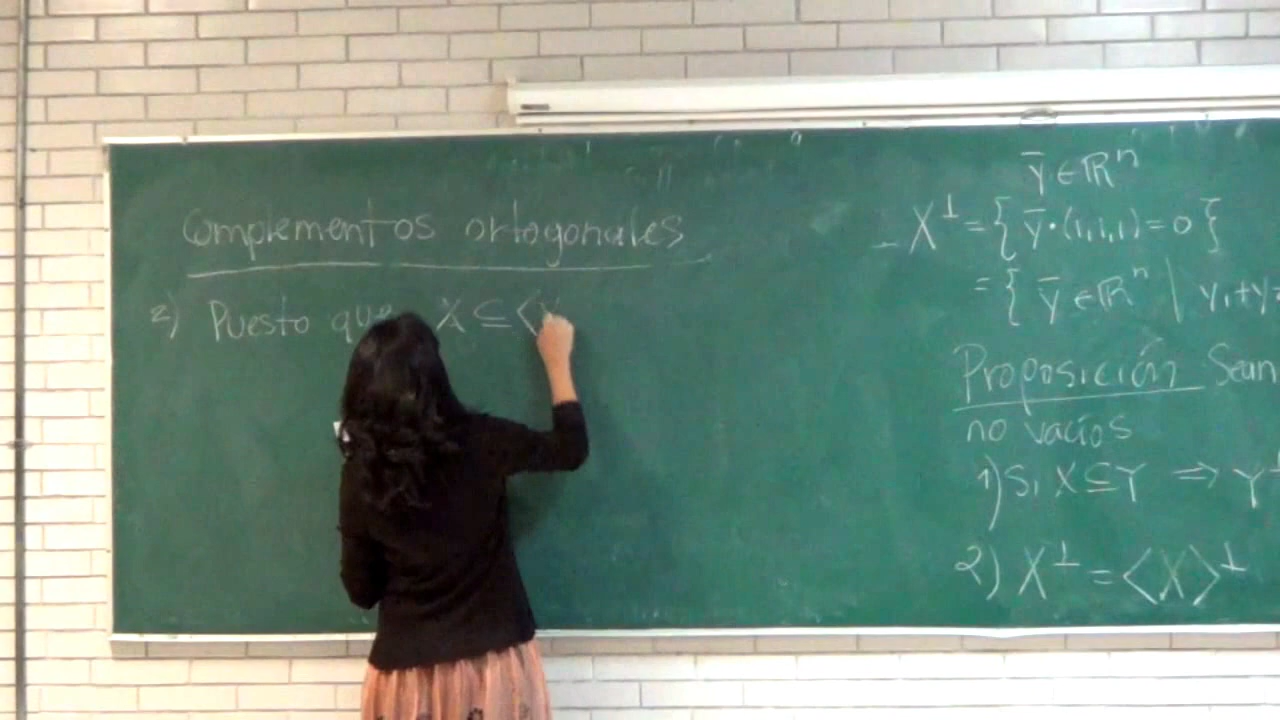 Complementos ortogonales
2) Puesto que X ⊆ ⟨X
ȳ ∈ ℝⁿ
X^⊥ = { ȳ·(1,1,1) = 0 }
= { ȳ ∈ ℝⁿ | y₁+y
Proposición Sean
no vacíos
1) Si X ⊆ Y ⇒ Y^⊥
2) X^⊥ = ⟨X⟩^⊥